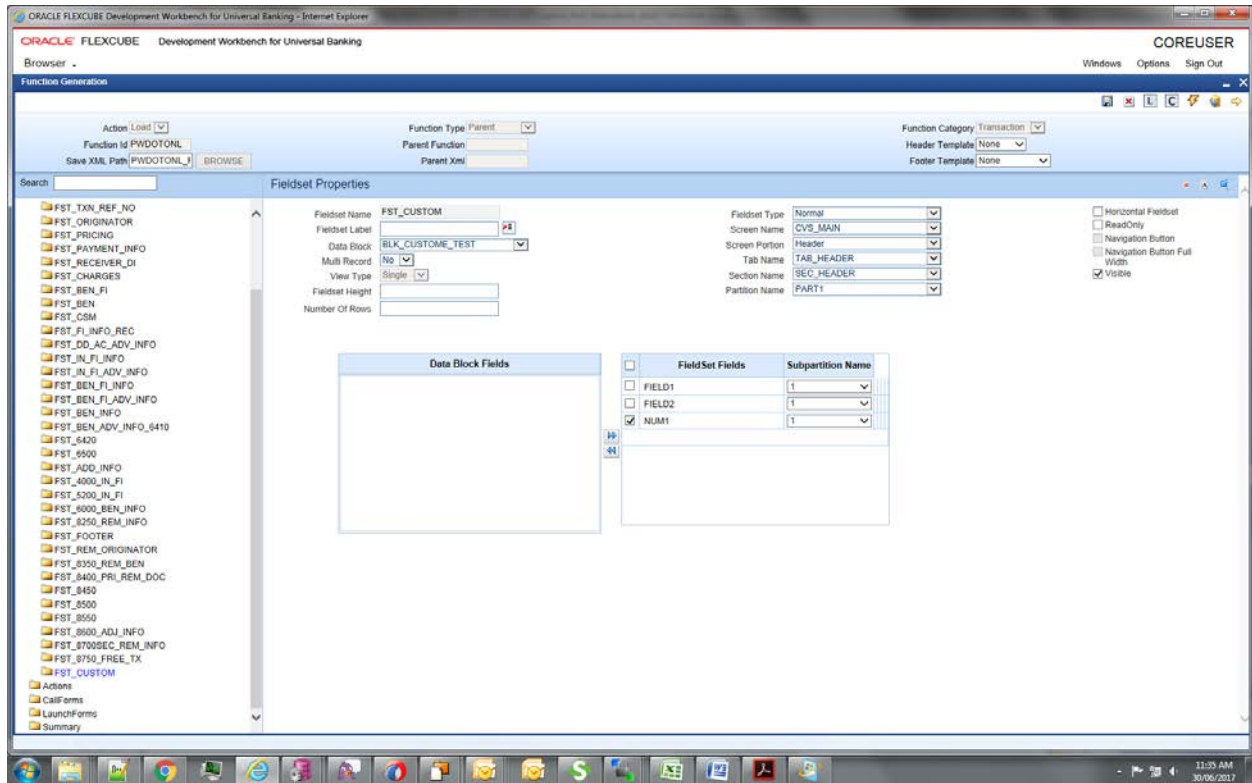 ORACLE FLEXCUBE Development Workbench for Universal Banking - Internet Explorer
ORACLE FLEXCUBE Development Workbench for Universal Banking
COREUSER
Browser
Windows Options Sign Out
Function Generation
L C
Action Load
Function Type Parent
Function Category Transaction
Function Id PWDOTONL
Parent Function
Header Template None
Save XML Path PWDOTONL_ BROWSE
Parent Xml
Footer Template None
Search
Fieldset Properties
FST_TXN_REF_NO
FST_ORIGINATOR
FST_PRICING
FST_PAYMENT_INFO
FST_RECEIVER_DI
FST_CHARGES
FST_BEN_FI
FST_BEN
FST_CSM
FST_FI_INFO_REC
FST_DD_AC_ADV_INFO
FST_IN_FI_INFO
FST_IN_FI_ADV_INFO
FST_BEN_FI_INFO
FST_BEN_FI_ADV_INFO
FST_BEN_INFO
FST_BEN_ADV_INFO_6410
FST_6420
FST_6500
FST_ADD_INFO
FST_4000_IN_FI
FST_5200_IN_FI
FST_6000_BEN_INFO
FST_8250_REM_INFO
FST_FOOTER
FST_REM_ORIGINATOR
FST_8350_REM_BEN
FST_8400_PRI_REM_DOC
FST_8450
FST_8500
FST_8550
FST_8600_ADJ_INFO
FST_8700SEC_REM_INFO
FST_8750_FREE_TX
FST_CUSTOM
Actions
CallForms
LaunchForms
Summary
Fieldset Name FST_CUSTOM
Fieldset Label
Data Block BLK_CUSTOME_TEST
Multi Record No
View Type Single
Fieldset Height
Number Of Rows
Fieldset Type Normal
Screen Name CVS_MAIN
Screen Portion Header
Tab Name TAB_HEADER
Section Name SEC_HEADER
Partition Name PART1
Horizontal Fieldset
ReadOnly
Navigation Button
Navigation Button Full
Width
Visible
Data Block Fields
FieldSet Fields Subpartition Name
FIELD1 1
FIELD2 1
NUM1 1
11:35 AM
30/06/2017